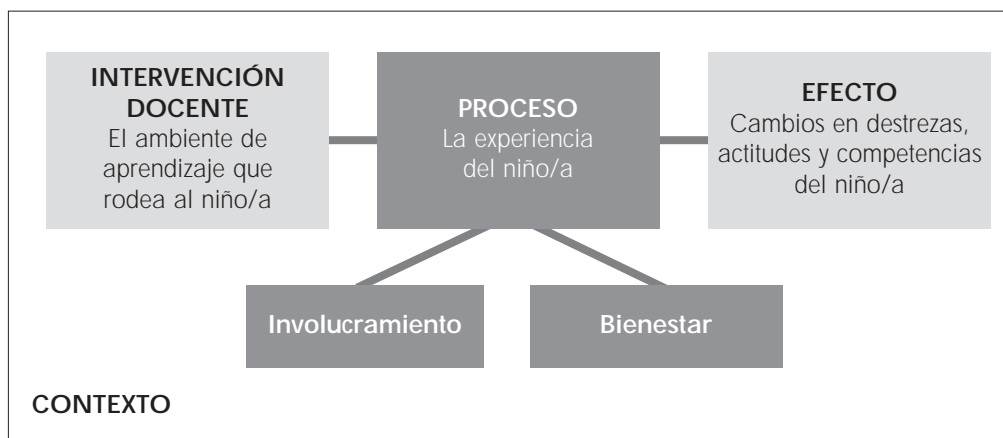 INTERVENCIÓN
DOCENTE
El ambiente de
aprendizaje que
rodea al niño/a
PROCESO
La experiencia
del niño/a
EFECTO
Cambios en destrezas,
actitudes y competencias
del niño/a
Involucramiento
Bienestar
CONTEXTO